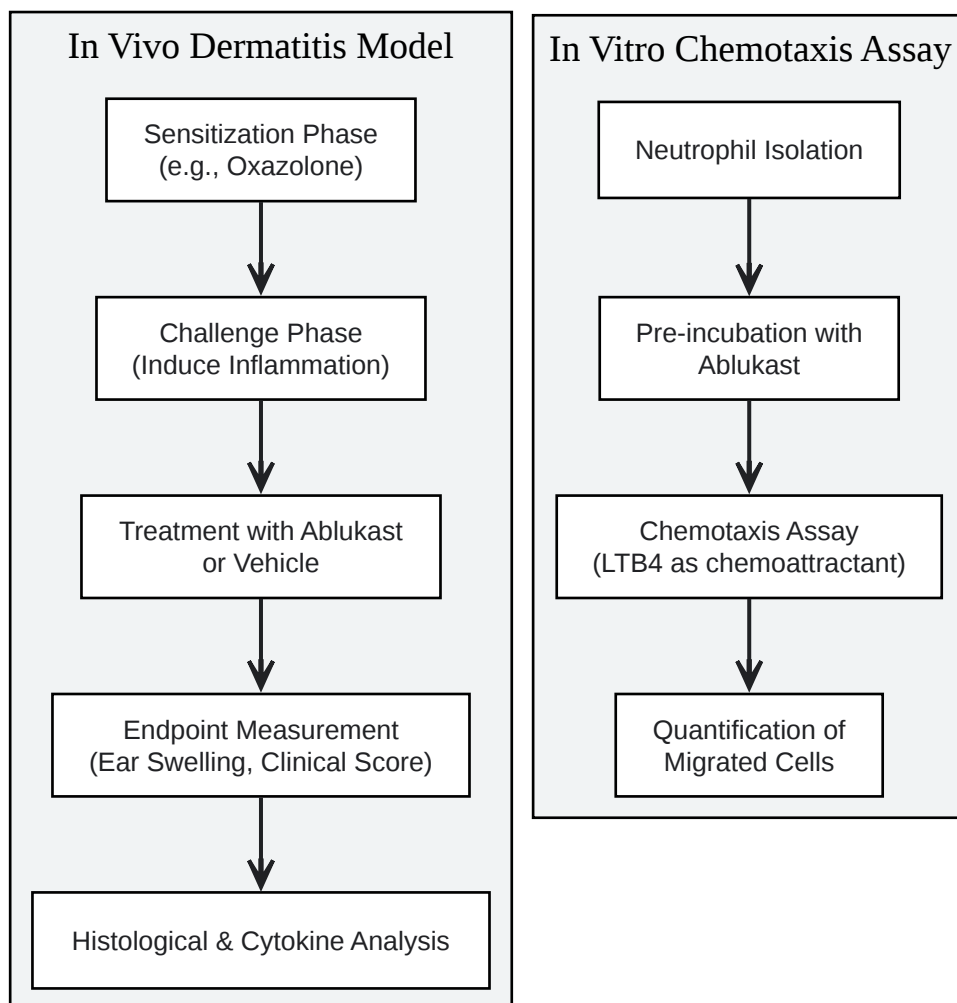 In Vivo Dermatitis Model
Sensitization Phase
(e.g., Oxazolone)
Challenge Phase
(Induce Inflammation)
Treatment with Ablukast
or Vehicle
Endpoint Measurement
(Ear Swelling, Clinical Score)
Histological & Cytokine Analysis
In Vitro Chemotaxis Assay
Neutrophil Isolation
Pre-incubation with
Ablukast
Chemotaxis Assay
(LTB4 as chemoattractant)
Quantification of
Migrated Cells